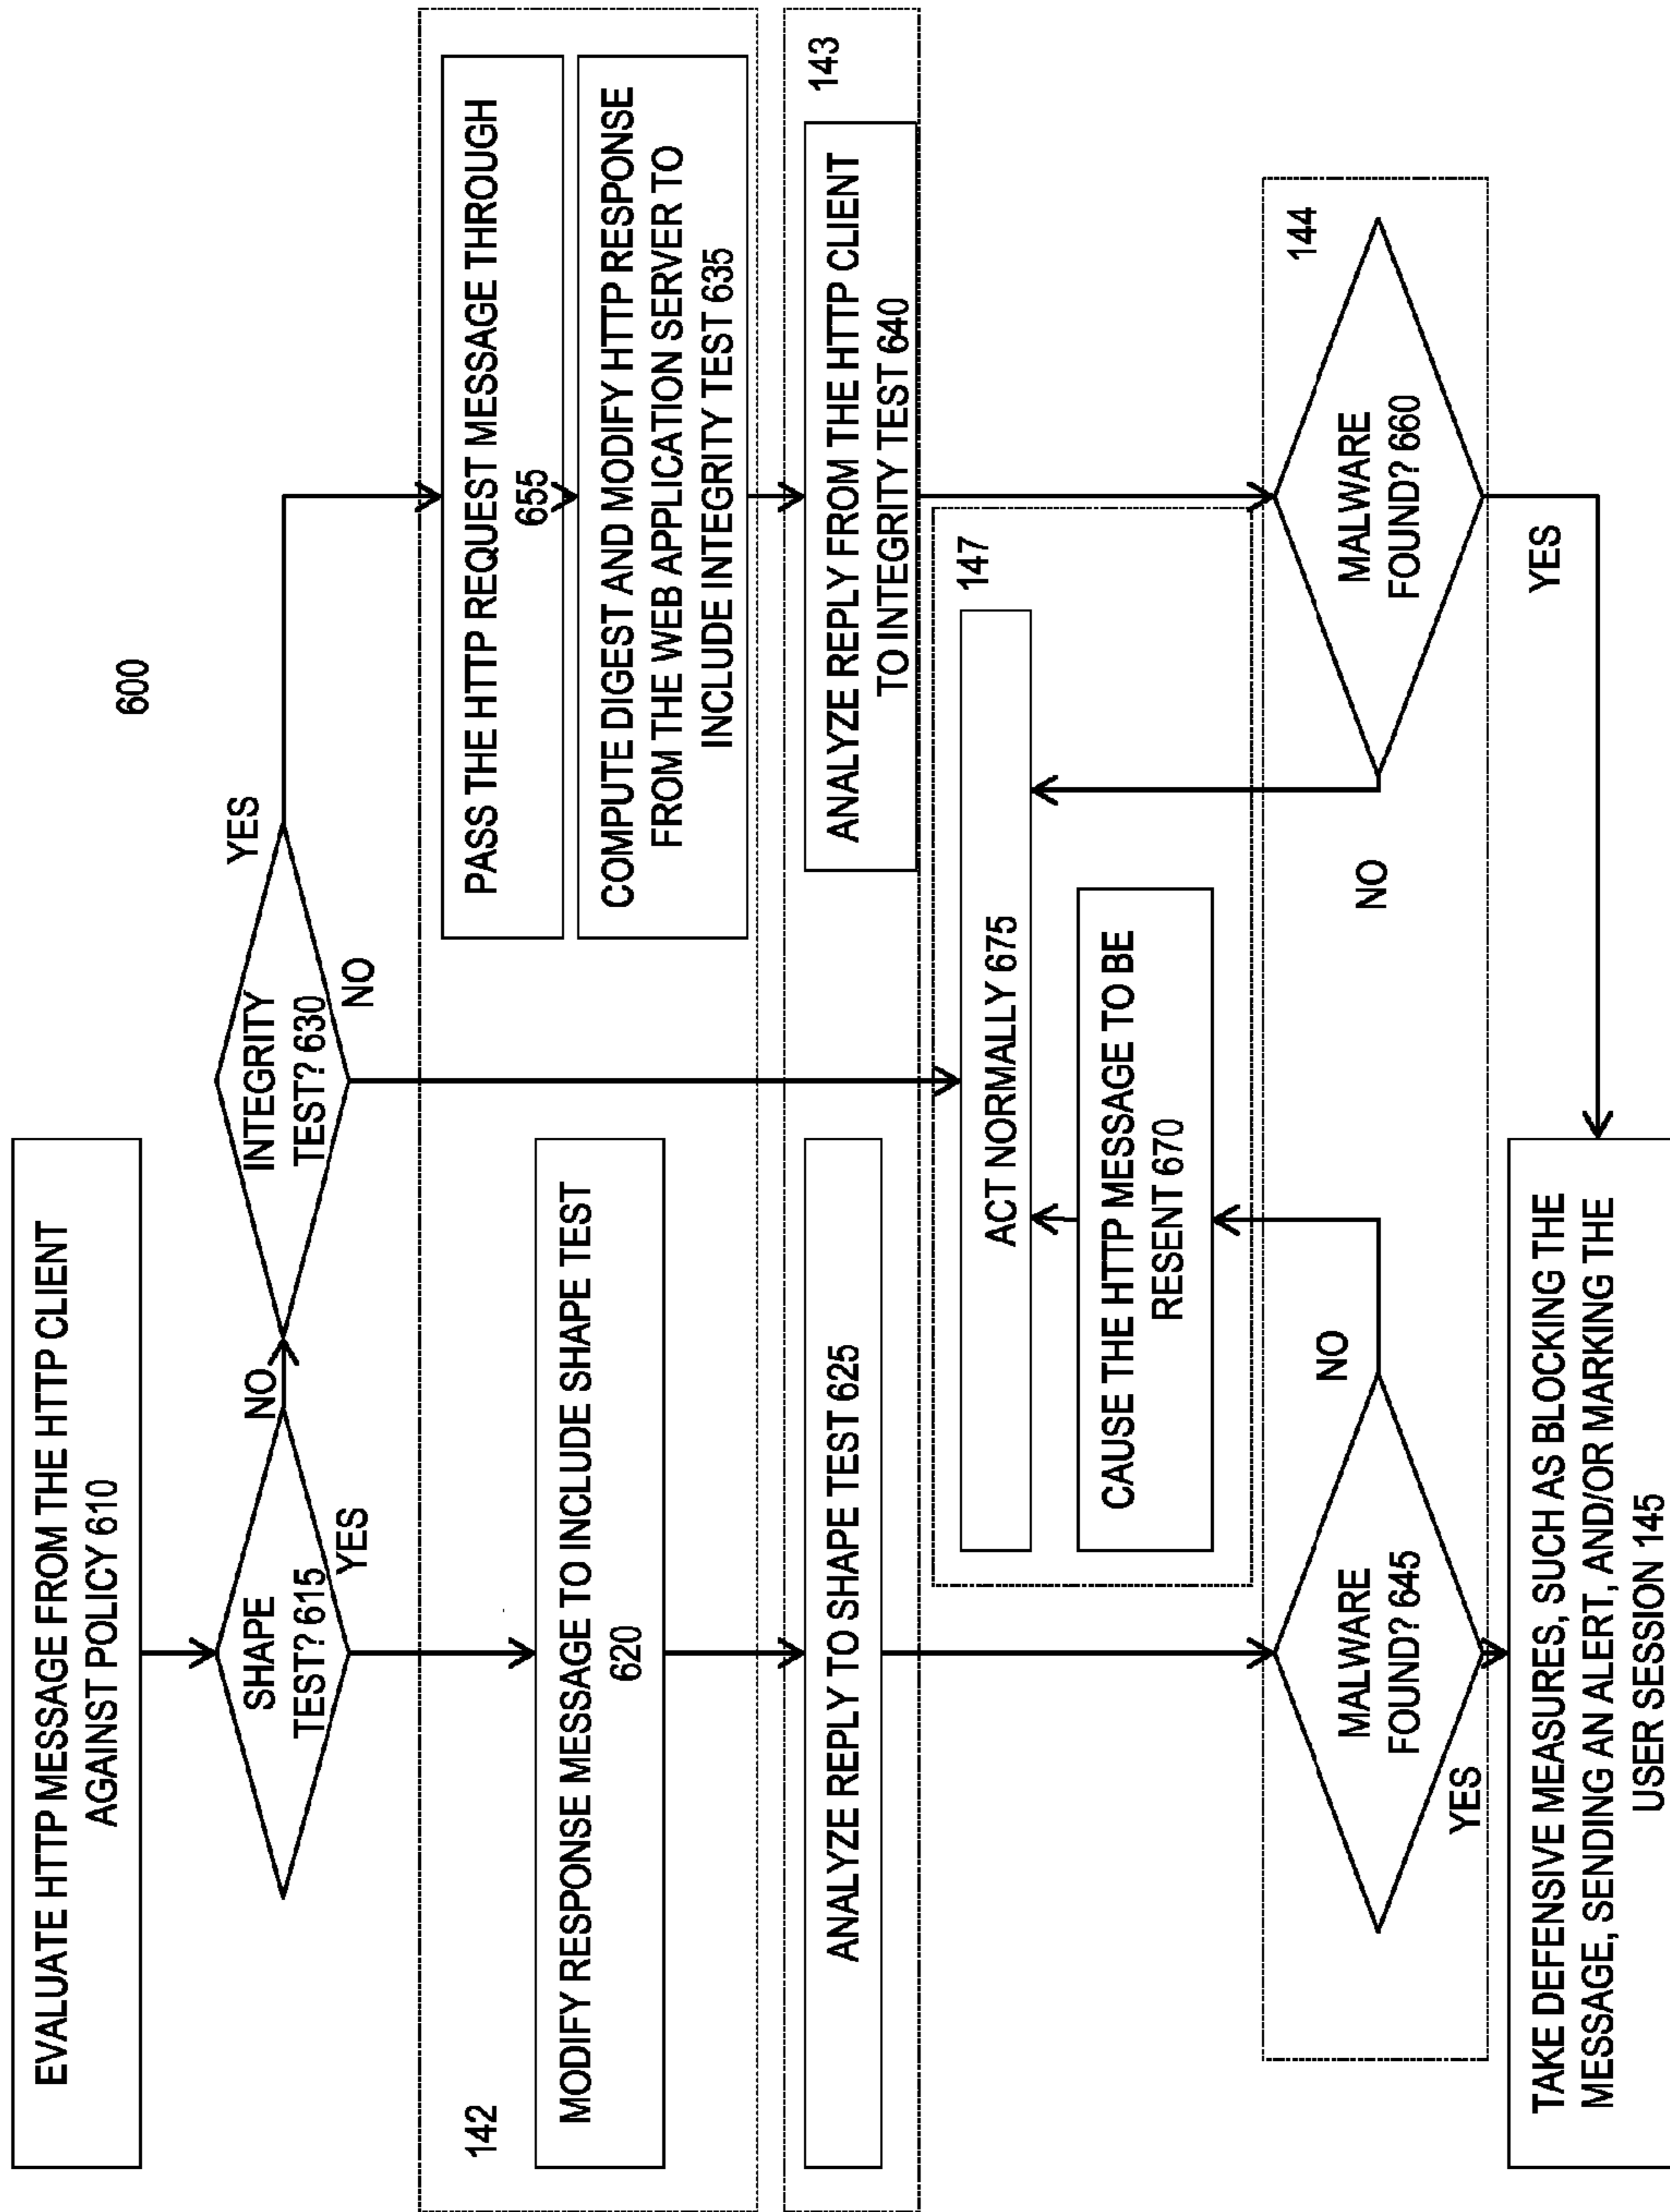 600
EVALUATE HTTP MESSAGE FROM THE HTTP CLIENT
AGAINST POLICY 610
SHAPE
TEST? 615
NO
YES
INTEGRITY
TEST? 630
YES
NO
142
MODIFY RESPONSE MESSAGE TO INCLUDE SHAPE TEST
620
PASS THE HTTP REQUEST MESSAGE THROUGH
655
COMPUTE DIGEST AND MODIFY HTTP RESPONSE
FROM THE WEB APPLICATION SERVER TO
INCLUDE INTEGRITY TEST 635
143
ANALYZE REPLY TO SHAPE TEST 625
ANALYZE REPLY FROM THE HTTP CLIENT
TO INTEGRITY TEST 640
147
ACT NORMALLY 675
CAUSE THE HTTP MESSAGE TO BE
RESENT 670
144
MALWARE
FOUND? 645
NO
YES
MALWARE
FOUND? 660
NO
YES
TAKE DEFENSIVE MEASURES, SUCH AS BLOCKING THE
MESSAGE, SENDING AN ALERT, AND/OR MARKING THE
USER SESSION 145